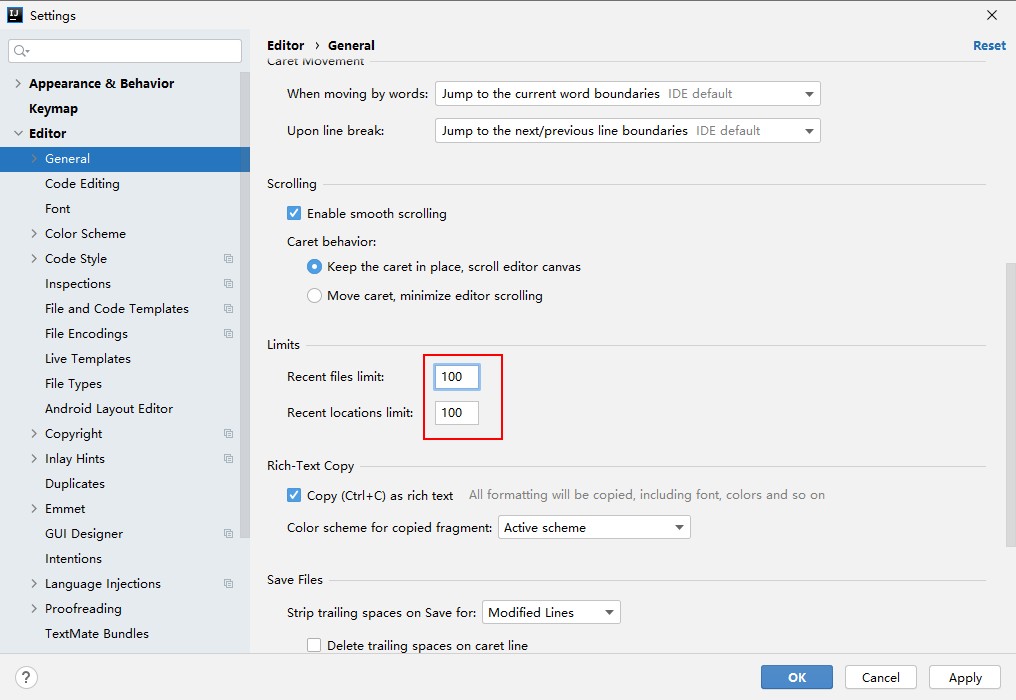 Settings
Editor › General
Reset
Appearance & Behavior
Keymap
Editor
General
Code Editing
Font
Color Scheme
Code Style
Inspections
File and Code Templates
File Encodings
Live Templates
File Types
Android Layout Editor
Copyright
Inlay Hints
Duplicates
Emmet
GUI Designer
Intentions
Language Injections
Proofreading
TextMate Bundles
Caret Movement
When moving by words: Jump to the current word boundaries IDE default
Upon line break: Jump to the next/previous line boundaries IDE default
Scrolling
Enable smooth scrolling
Caret behavior:
Keep the caret in place, scroll editor canvas
Move caret, minimize editor scrolling
Limits
Recent files limit: 100
Recent locations limit: 100
Rich-Text Copy
Copy (Ctrl+C) as rich text All formatting will be copied, including font, colors and so on
Color scheme for copied fragment: Active scheme
Save Files
Strip trailing spaces on Save for: Modified Lines
Delete trailing spaces on caret line
?
OK Cancel Apply